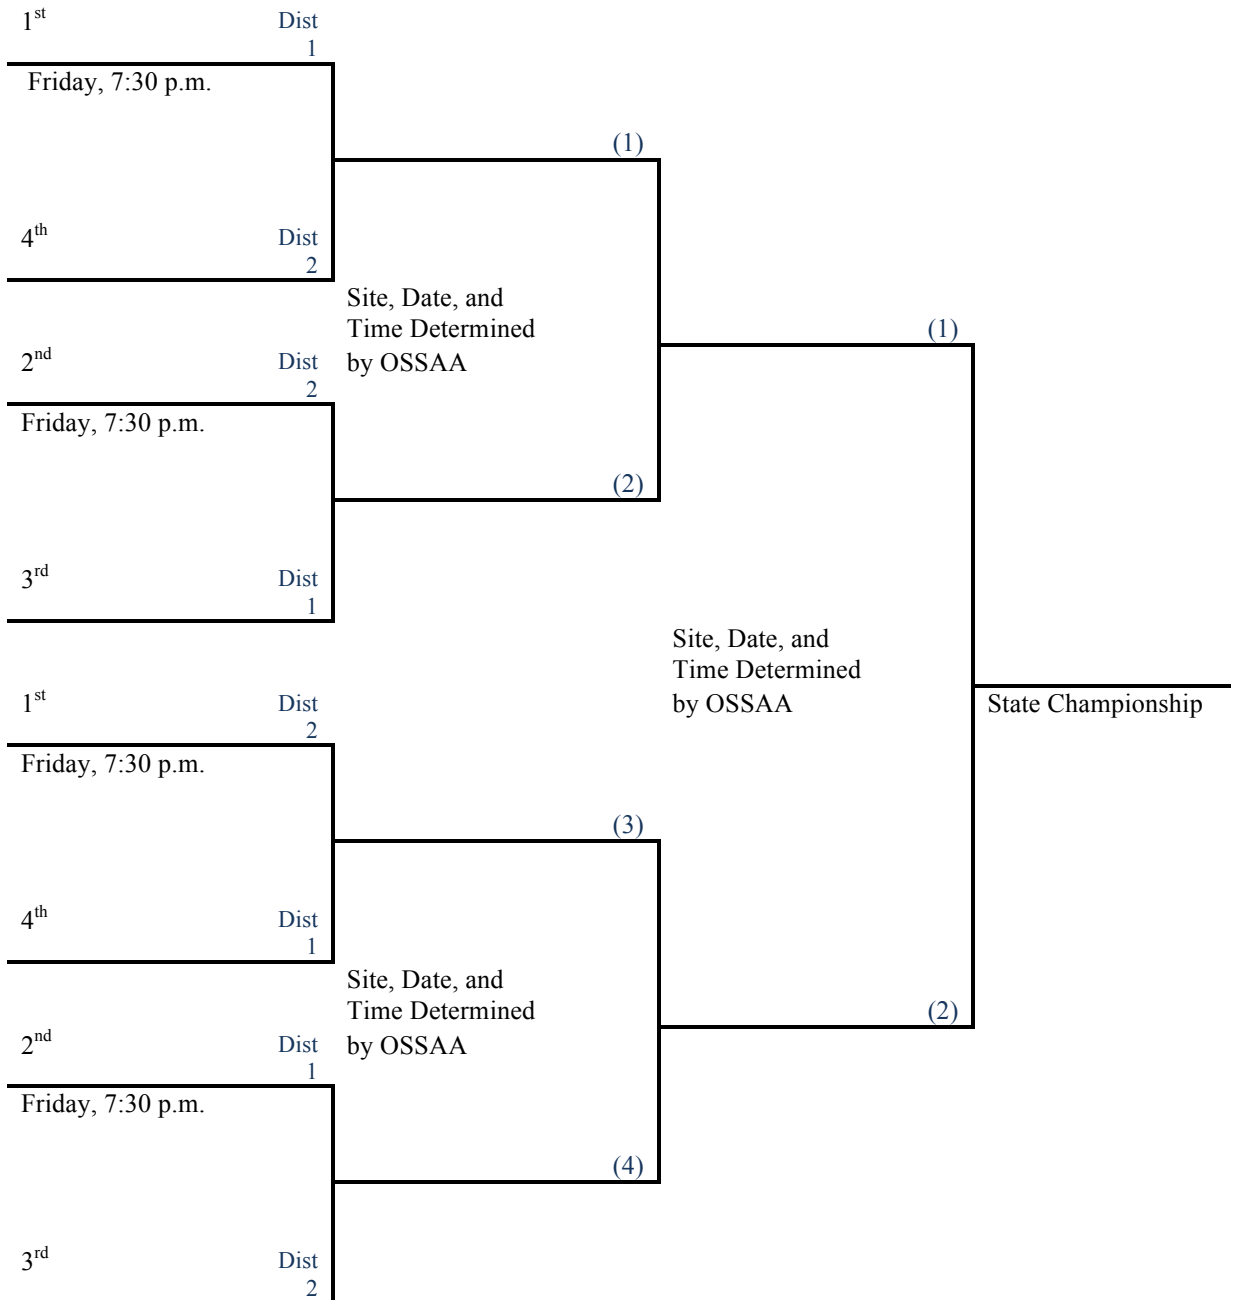 1st Dist
1
Friday, 7:30 p.m.
(1)
4th Dist
2
Site, Date, and
Time Determined
by OSSAA
(1)
2nd Dist
2
Friday, 7:30 p.m.
(2)
3rd Dist
1
Site, Date, and
Time Determined
by OSSAA
State Championship
1st Dist
2
Friday, 7:30 p.m.
(3)
4th Dist
1
Site, Date, and
Time Determined
by OSSAA
(2)
2nd Dist
1
Friday, 7:30 p.m.
(4)
3rd Dist
2